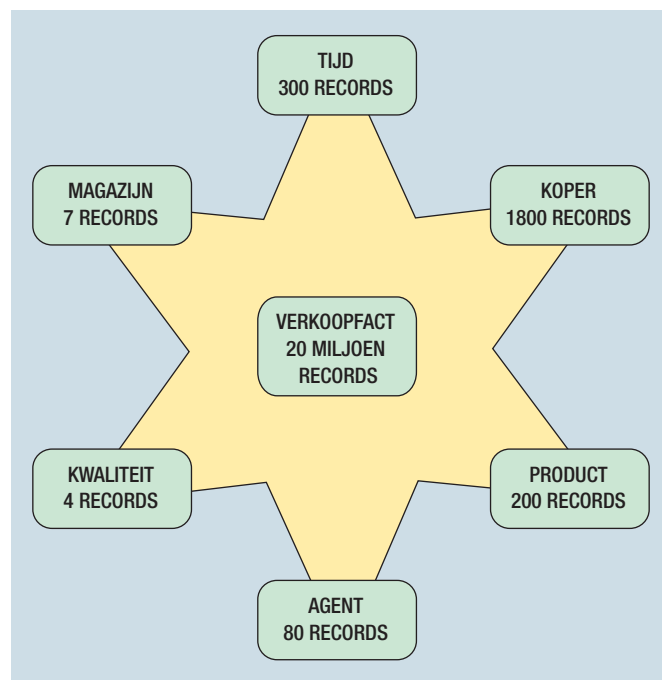 TIJD
300 RECORDS
MAGAZIJN
7 RECORDS
KOPER
1800 RECORDS
VERKOOPFACT
20 MILJOEN
RECORDS
KWALITEIT
4 RECORDS
PRODUCT
200 RECORDS
AGENT
80 RECORDS